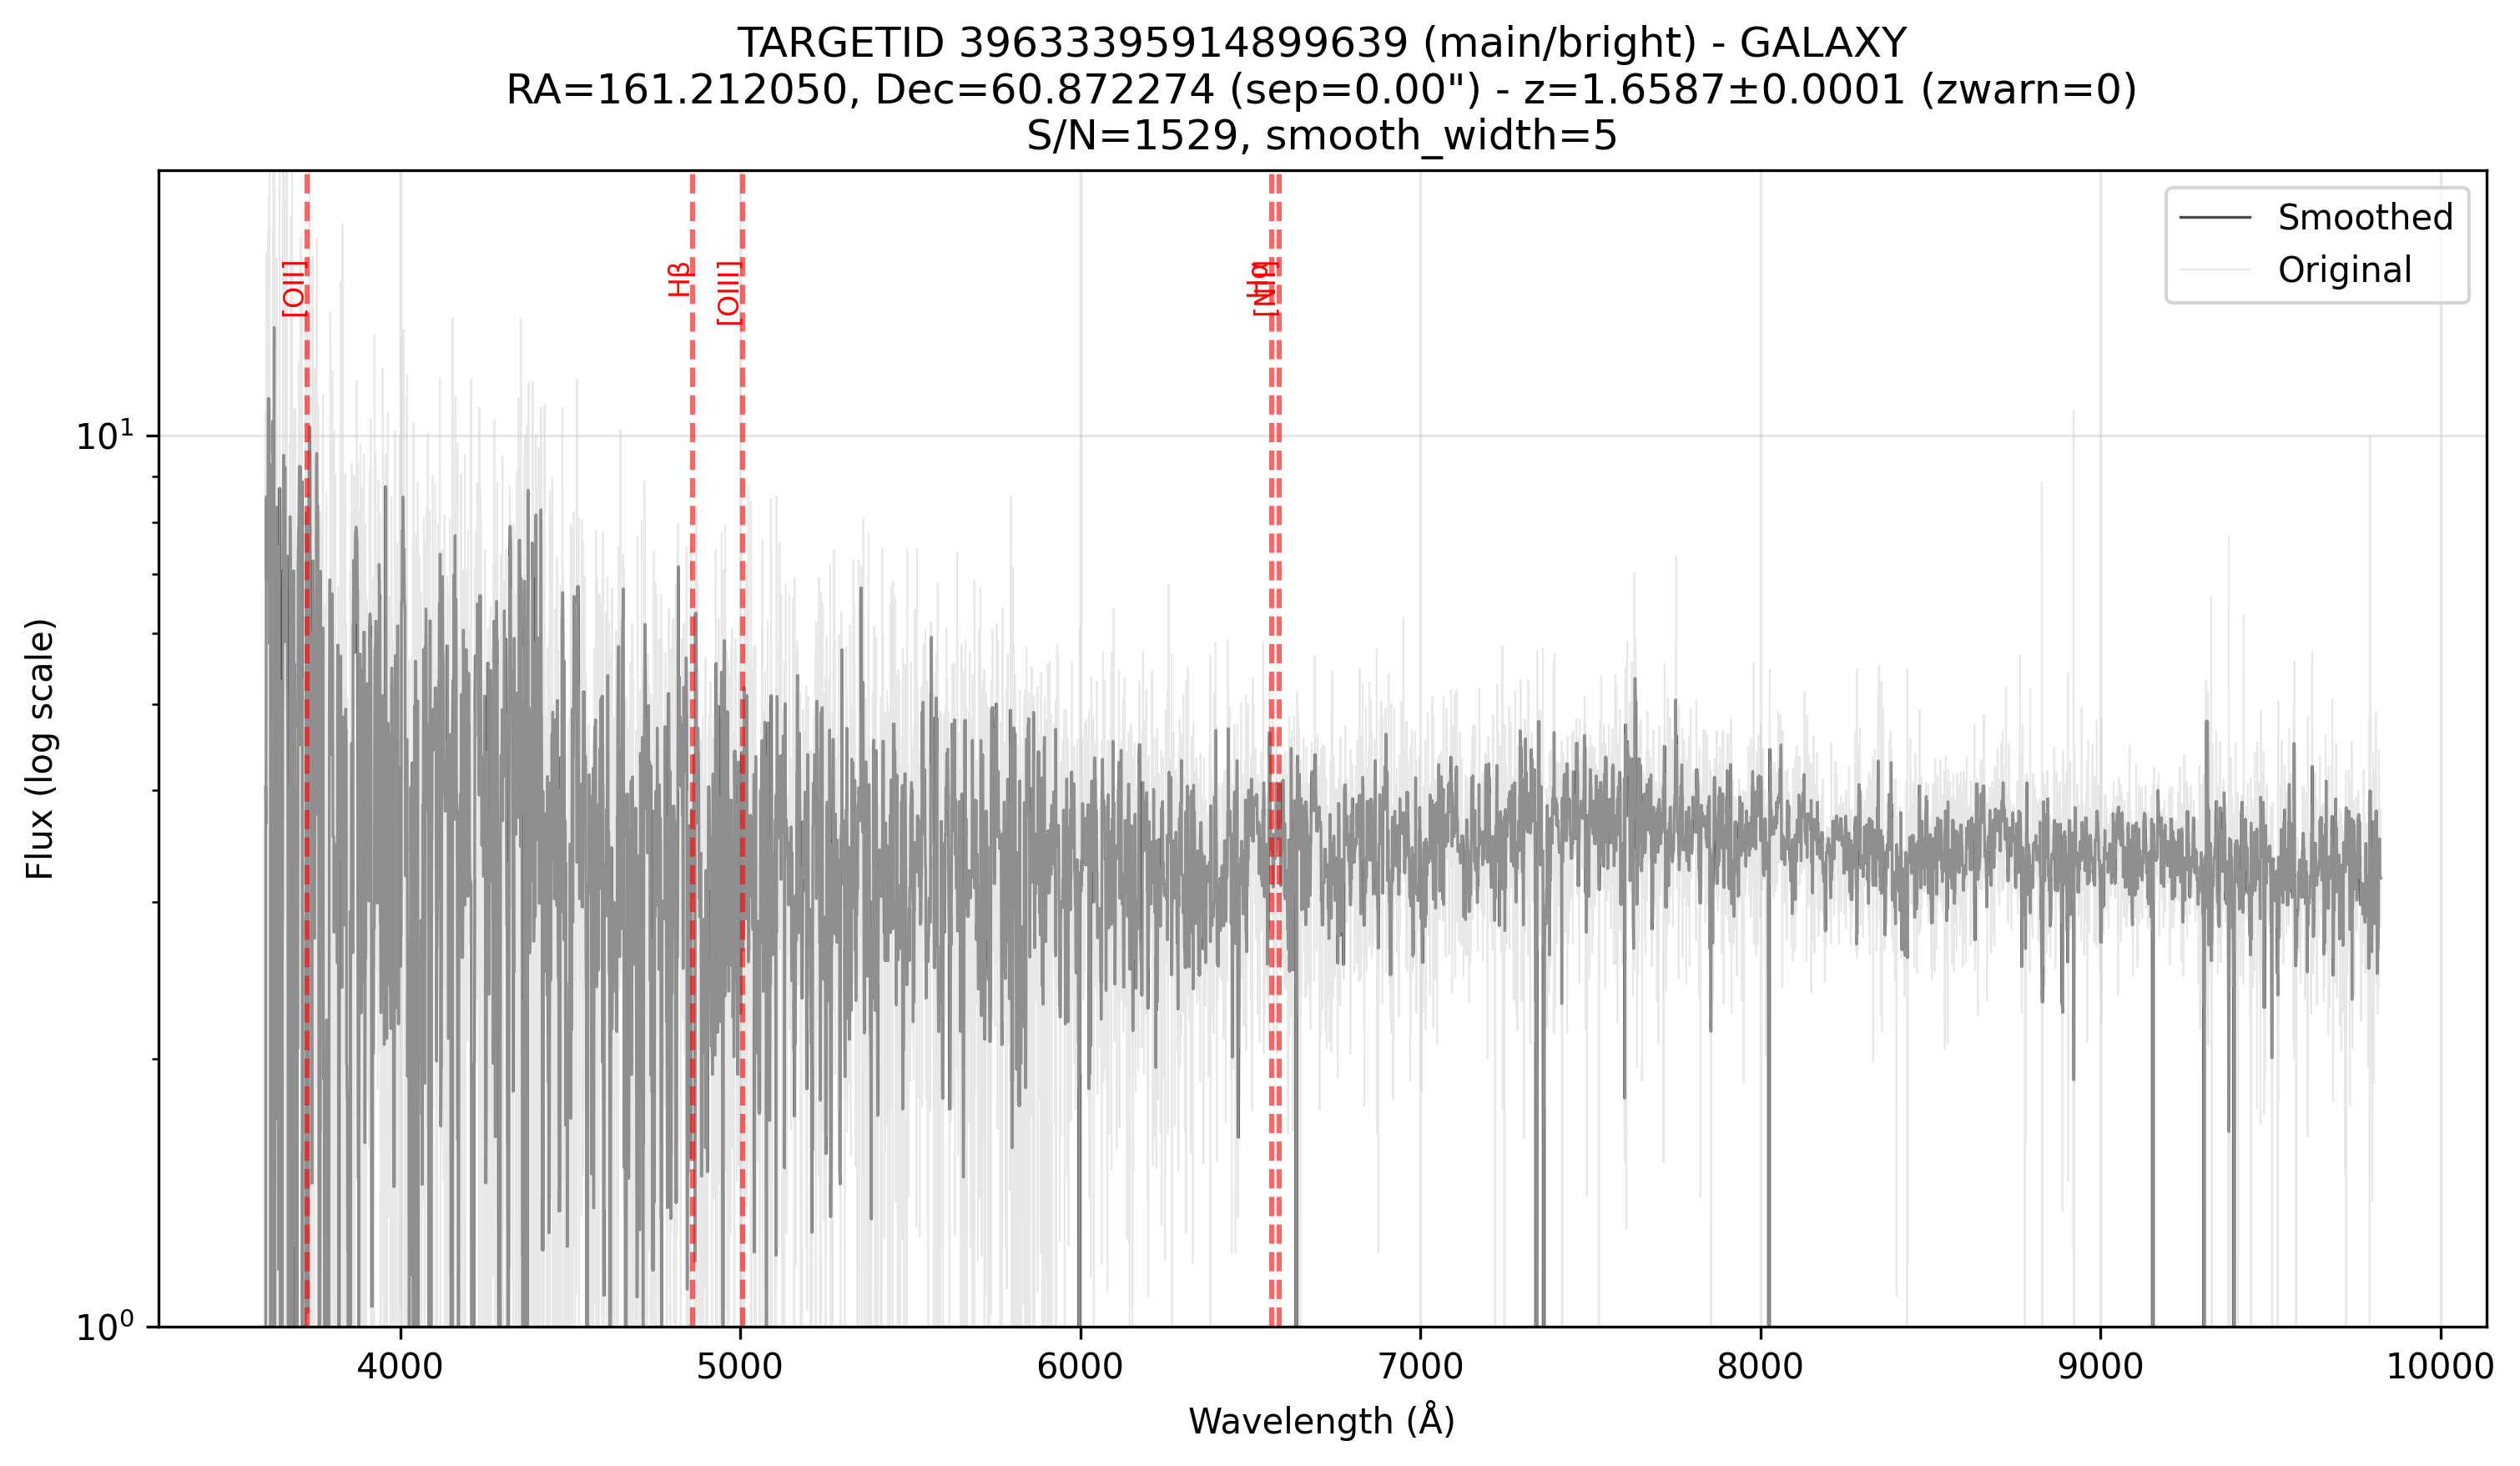 TARGETID 39633395914899639 (main/bright) - GALAXY
RA=161.212050, Dec=60.872274 (sep=0.00") - z=1.6587±0.0001 (zwarn=0)
S/N=1529, smooth_width=5
Smoothed
Original
[OII]
Hβ
[OIII]
Hα
[NII]
10¹
10⁰
Flux (log scale)
4000 5000 6000 7000 8000 9000 10000
Wavelength (Å)